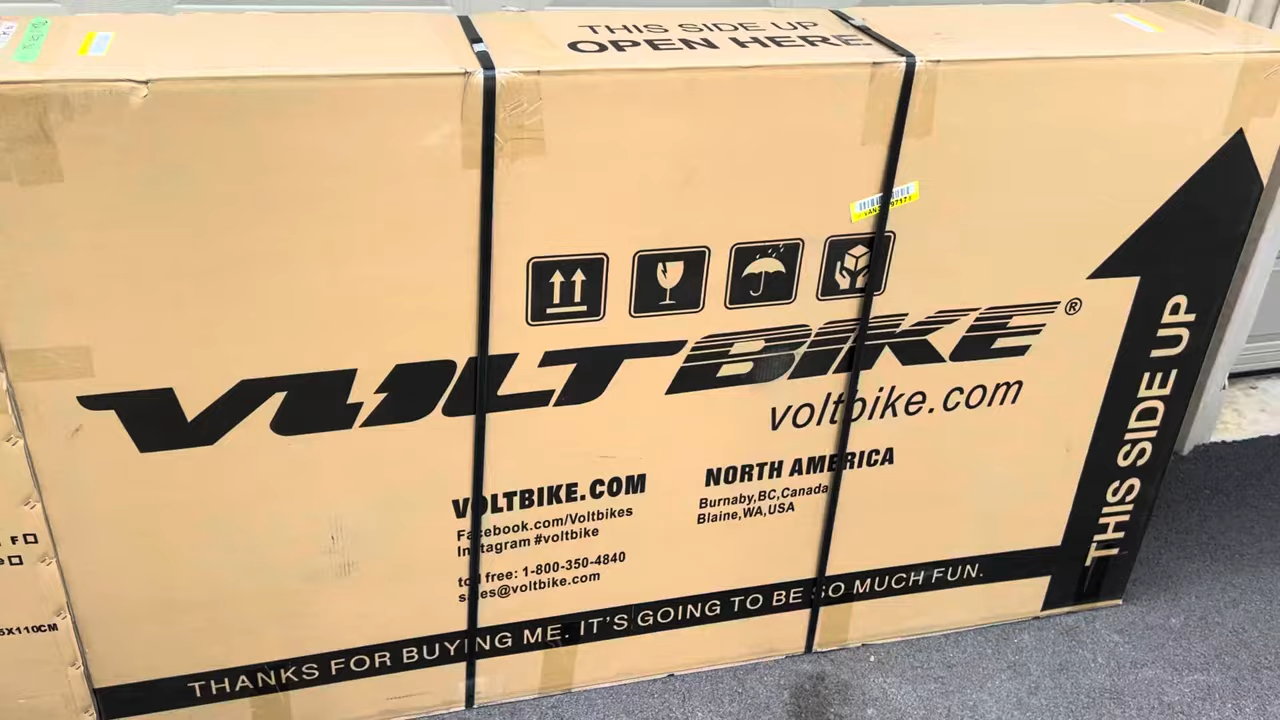 THIS SIDE UP
OPEN HERE
VOLTBIKE®
voltbike.com
VOLTBIKE.COM
Facebook.com/Voltbikes
Instagram #voltbike
toll free: 1-800-350-4840
sales@voltbike.com
NORTH AMERICA
Burnaby,BC,Canada
Blaine,WA,USA
THANKS FOR BUYING ME. IT'S GOING TO BE SO MUCH FUN.
THIS SIDE UP
F
5X110CM